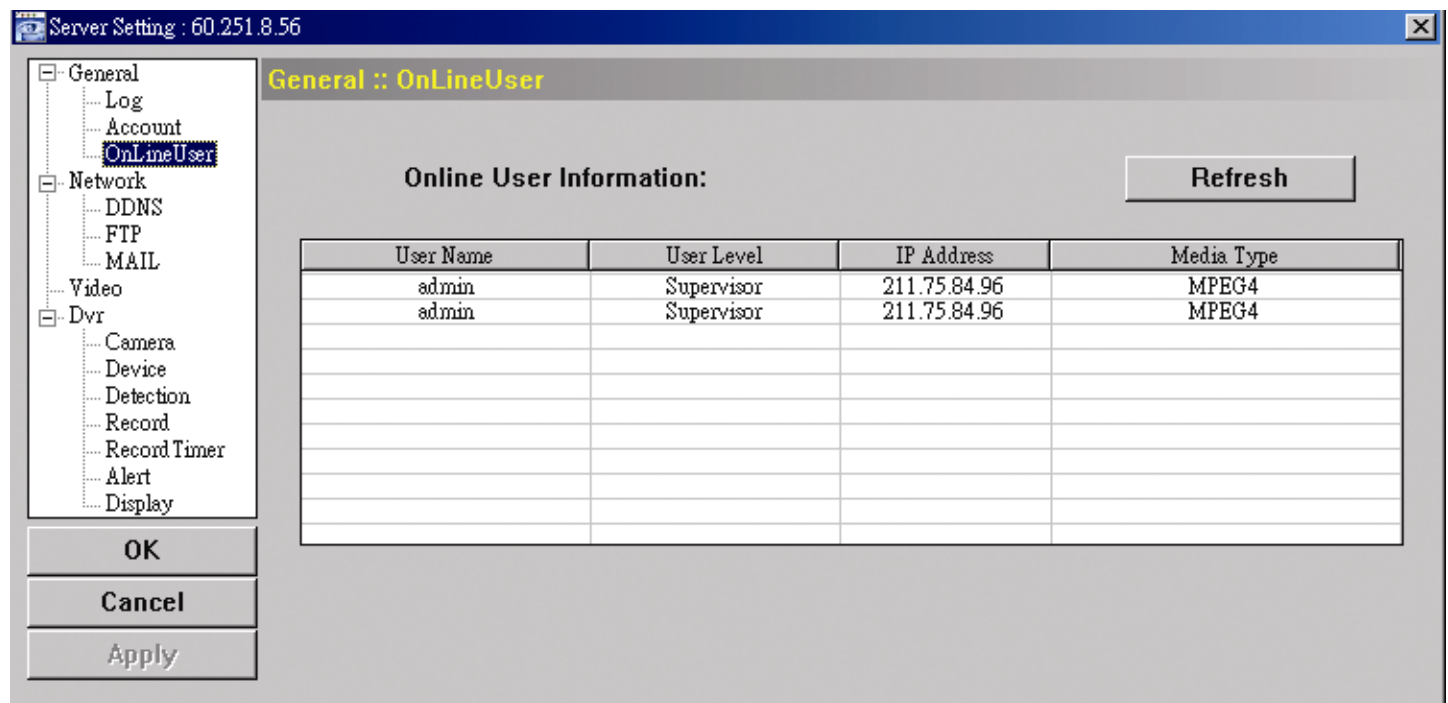 Server Setting : 60.251.8.56
General
Log
Account
OnLineUser
Network
DDNS
FTP
MAIL
Video
Dvr
Camera
Device
Detection
Record
Record Timer
Alert
Display
OK
Cancel
Apply
General :: OnLineUser
Online User Information:
Refresh
User Name User Level IP Address Media Type
admin Supervisor 211.75.84.96 MPEG4
admin Supervisor 211.75.84.96 MPEG4